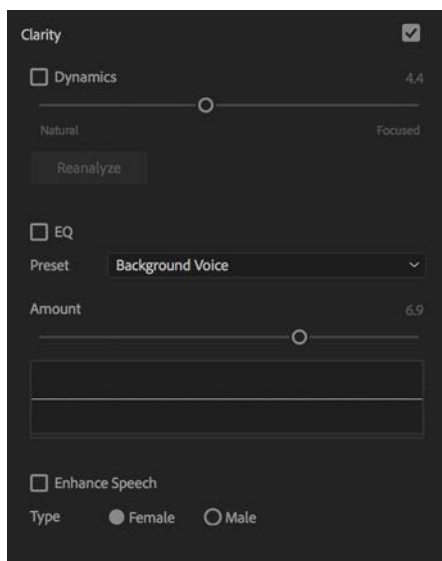 Clarity
Dynamics 4.4
Natural Focused
Reanalyze
EQ
Preset Background Voice
Amount 6.9
Enhance Speech
Type Female Male